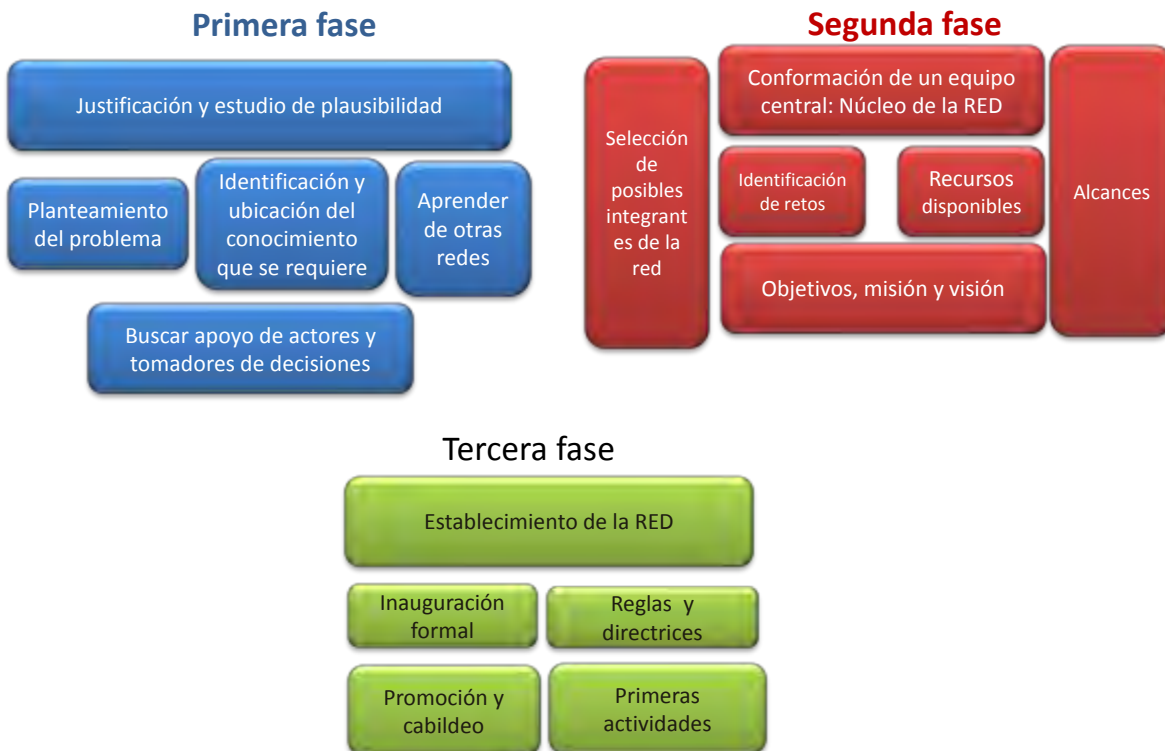 Primera fase
Justificación y estudio de plausibilidad
Planteamiento
del problema
Identificación y
ubicación del
conocimiento
que se requiere
Aprender
de otras
redes
Buscar apoyo de actores y
tomadores de decisiones
Segunda fase
Selección
de
posibles
integrant
es de la
red
Conformación de un equipo
central: Núcleo de la RED
Identificación
de retos
Recursos
disponibles
Objetivos, misión y visión
Alcances
Tercera fase
Establecimiento de la RED
Inauguración
formal
Reglas y
directrices
Promoción y
cabildeo
Primeras
actividades